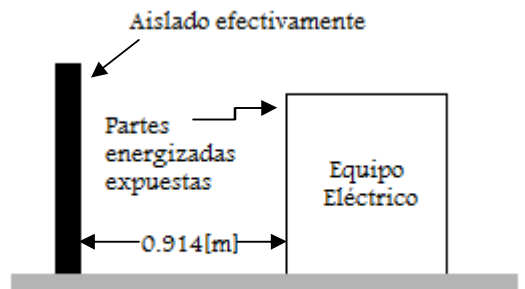 Aislado efectivamente
Partes
energizadas
expuestas
Equipo
Eléctrico
0.914[m]